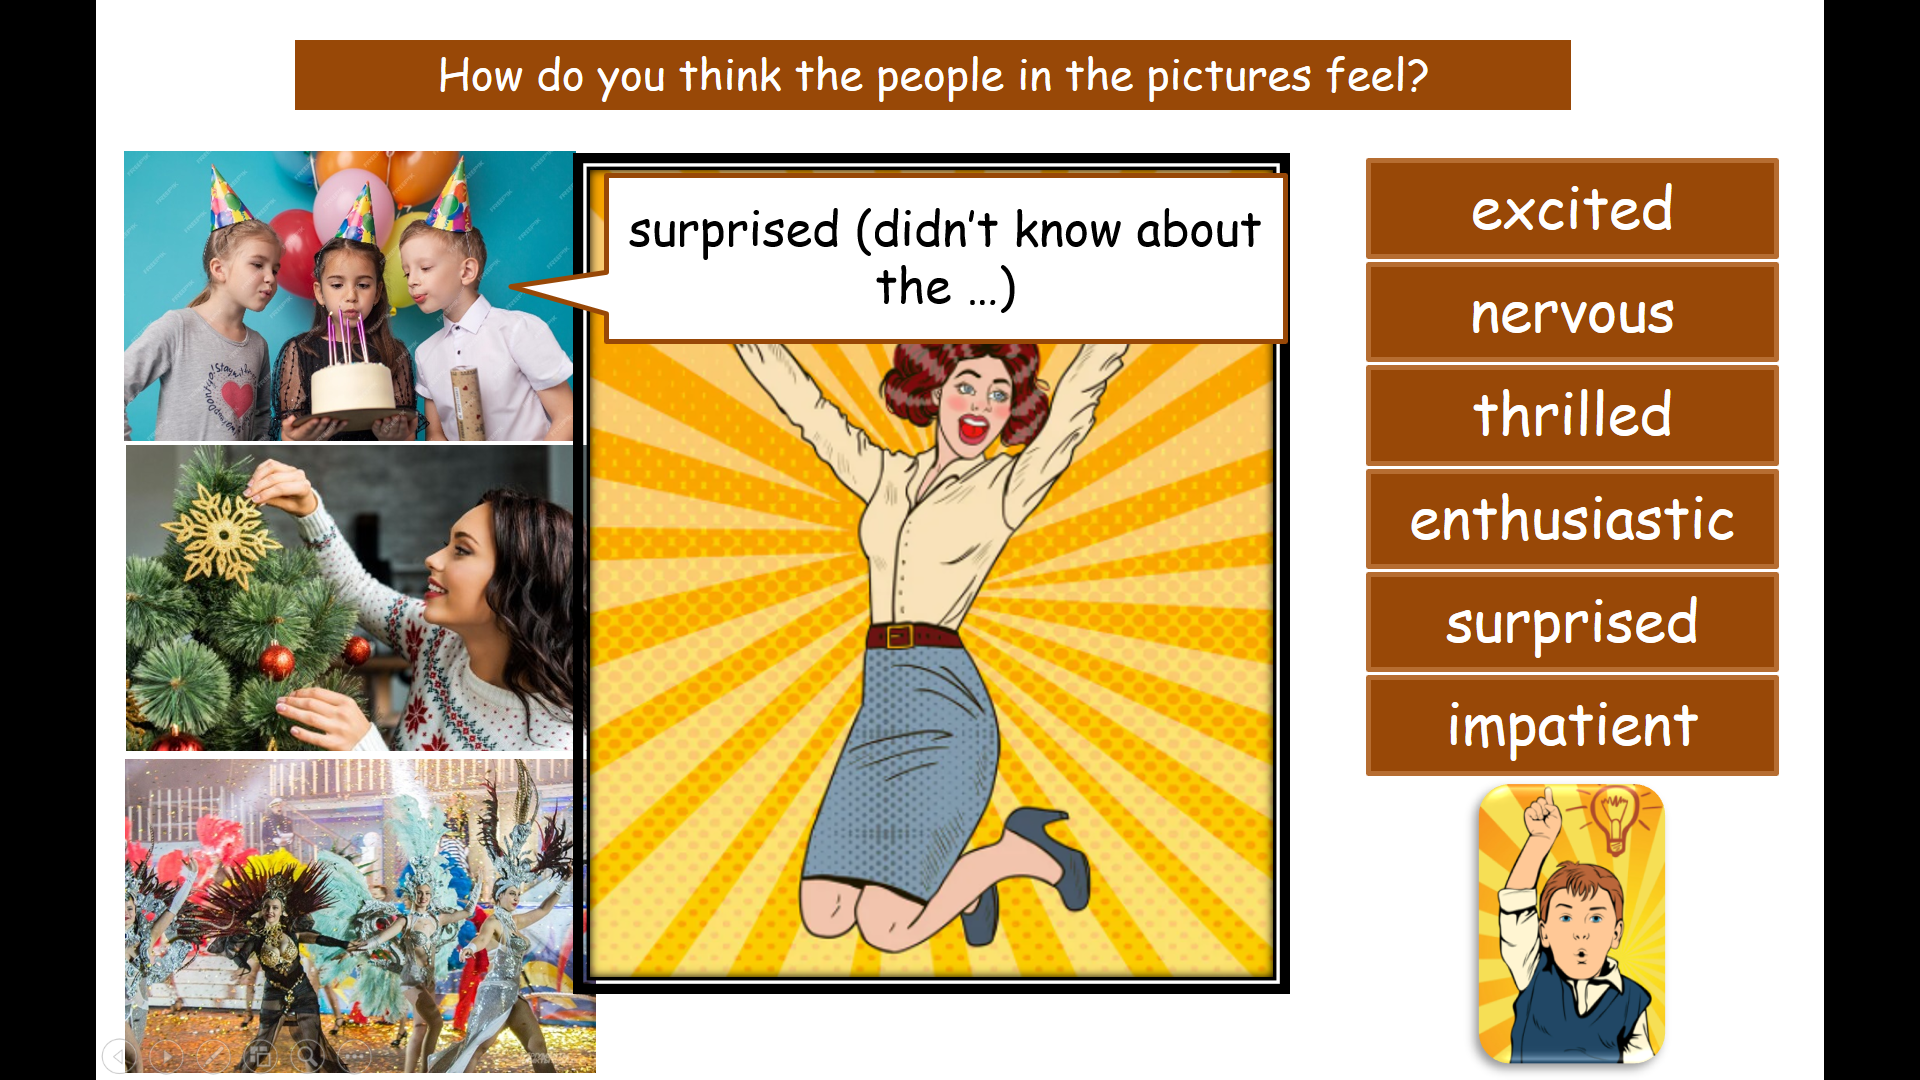 How do you think the people in the pictures feel?
surprised (didn't know about
the ...)
excited
nervous
thrilled
enthusiastic
surprised
impatient